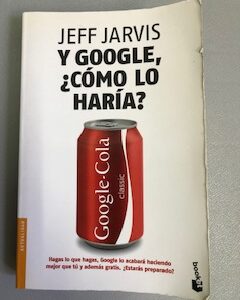 JEFF JARVIS
Y GOOGLE,
¿CÓMO LO
HARÍA?
Google-Cola
classic
Hagas lo que hagas, Google lo acabará haciendo
mejor que tú y además gratis. ¿Estarás preparado?
ACTUALIDAD
booket